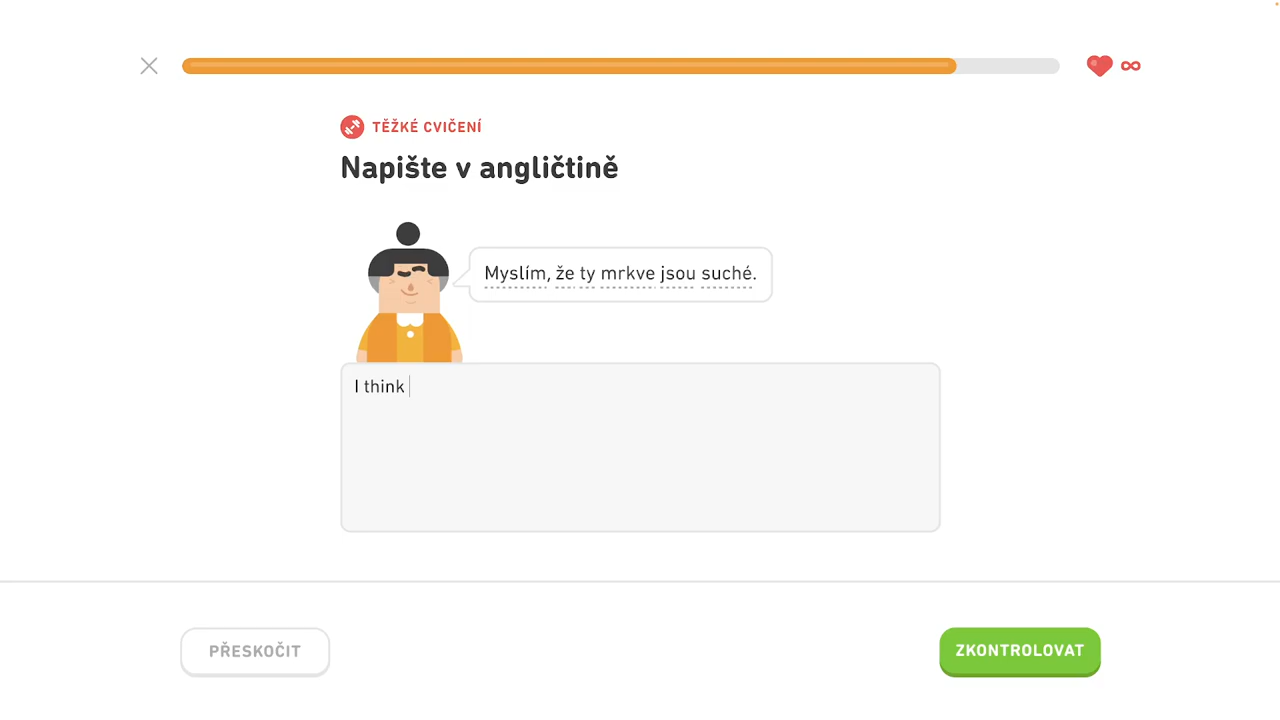 TĚŽKÉ CVIČENÍ
Napište v angličtině
Myslím, že ty mrkve jsou suché.
I think
PŘESKOČIT
ZKONTROLOVAT